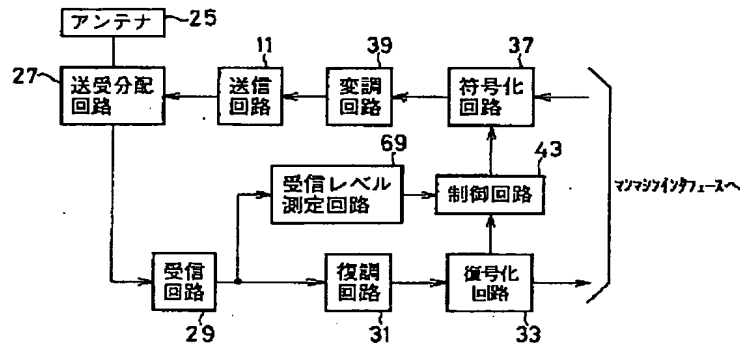 アンテナ
25
27
送受分配
回路
11
送信
回路
39
変調
回路
37
符号化
回路
69
受信レベル
測定回路
43
制御回路
マンマシンインタフェースへ
受信
回路
29
復調
回路
31
復号化
回路
33